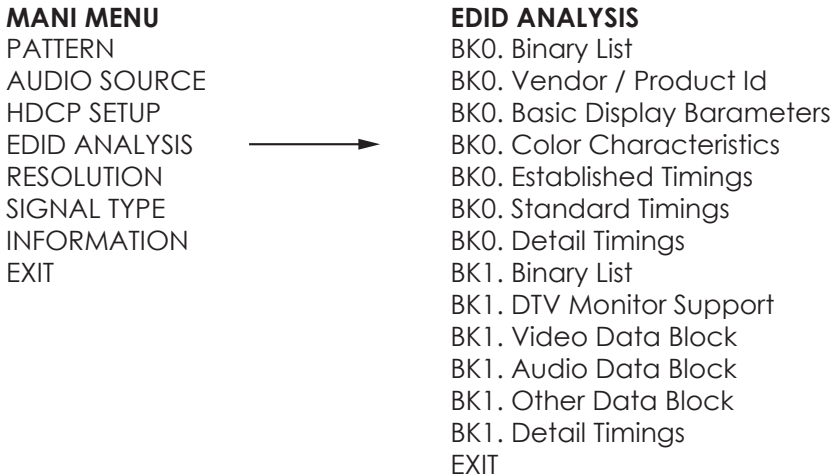 MANI MENU
PATTERN
AUDIO SOURCE
HDCP SETUP
EDID ANALYSIS
RESOLUTION
SIGNAL TYPE
INFORMATION
EXIT
EDID ANALYSIS
BK0. Binary List
BK0. Vendor / Product Id
BK0. Basic Display Barameters
BK0. Color Characteristics
BK0. Established Timings
BK0. Standard Timings
BK0. Detail Timings
BK1. Binary List
BK1. DTV Monitor Support
BK1. Video Data Block
BK1. Audio Data Block
BK1. Other Data Block
BK1. Detail Timings
EXIT